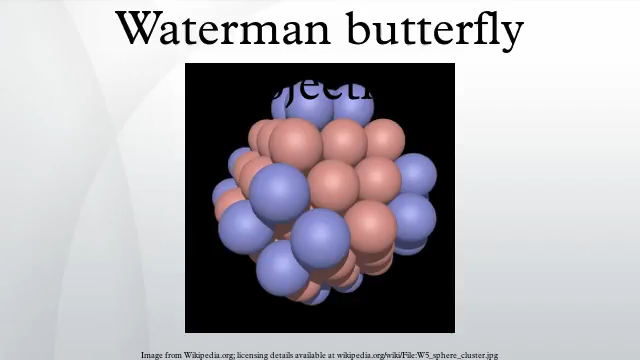 Waterman butterfly
Image from Wikipedia.org; licensing details available at wikipedia.org/wiki/File:W5_sphere_cluster.jpg